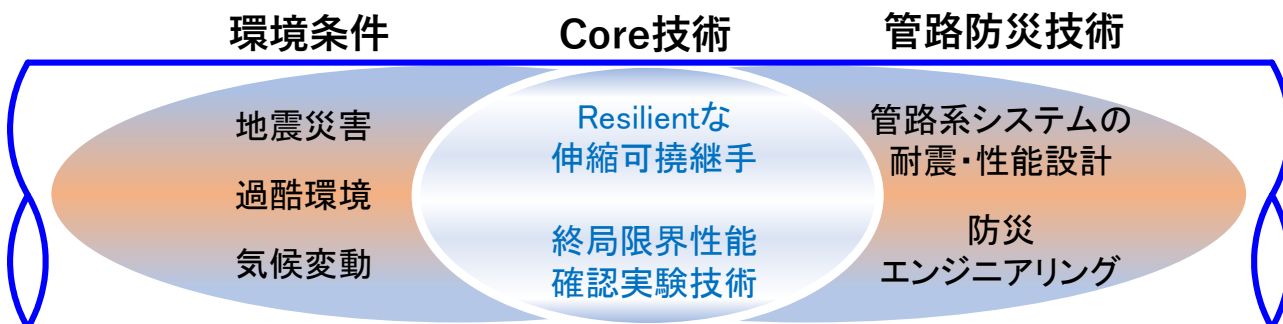 環境条件
Core技術
管路防災技術
地震災害
過酷環境
気候変動
Resilientな
伸縮可撓継手
終局限界性能
確認実験技術
管路系システムの
耐震・性能設計
防災
エンジニアリング